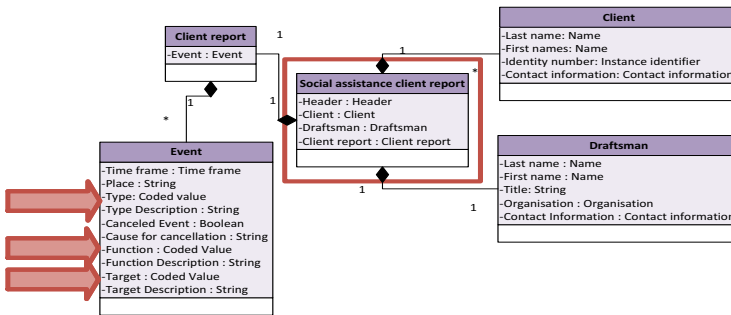 Client report
-Event : Event
1
1
1
*
1
Social assistance client report
-Header : Header
-Client : Client
-Draftsman : Draftsman
-Client report : Client report
1
*
1
1
Client
-Last name: Name
-First names: Name
-Identity number: Instance identifier
-Contact information: Contact information
Event
-Time frame : Time frame
-Place : String
-Type: Coded value
-Type Description : String
-Canceled Event : Boolean
-Cause for cancellation : String
-Function : Coded Value
-Function Description : String
-Target : Coded Value
-Target Description : String
Draftsman
-Last name : Name
-First name : Name
-Title: String
-Organisation : Organisation
-Contact Information : Contact information